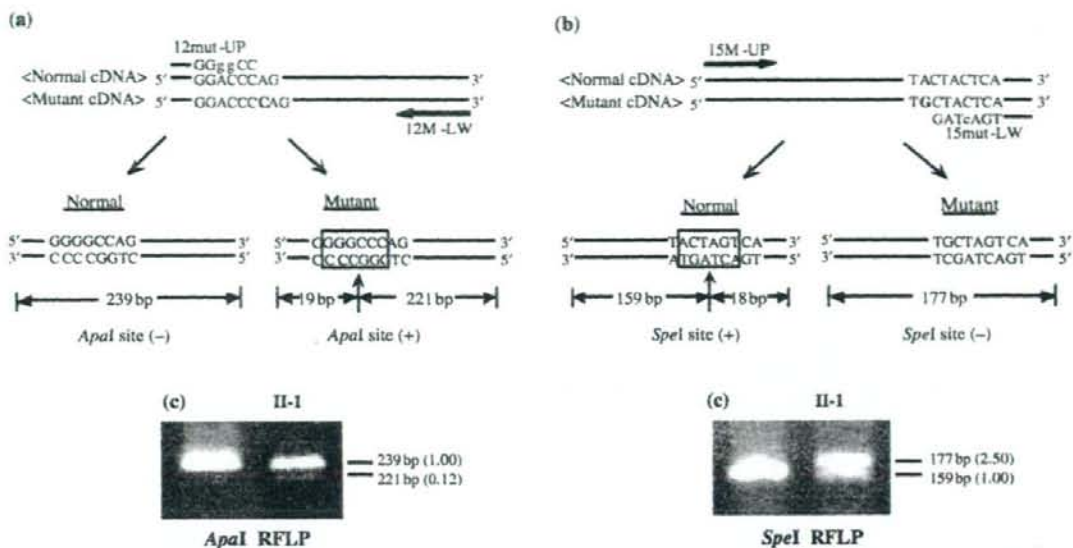 (a)
12mut-UP
GGggCC
<Normal cDNA> 5′ GGACCCAG 3′
<Mutant cDNA> 5′ GGACCCCAG 3′
12M-LW
Normal
Mutant
5′ GGGGCCAG 3′
3′ CCCCGGTC 5′
5′ GGGGCCCAG 3′
3′ CCCCGGGTC 5′
239 bp
19 bp
221 bp
ApaI site (−)
ApaI site (+)
(c) II-1
239 bp (1.00)
221 bp (0.12)
ApaI RFLP
(b)
15M-UP
<Normal cDNA> 5′ TACTACTCA 3′
<Mutant cDNA> 5′ TGCTACTCA 3′
GATcAGT
15mut-LW
Normal
Mutant
5′ TACTAGTCA 3′
3′ ATGATCAGT 5′
5′ TGCTAGTCA 3′
3′ TCGATCAGT 5′
159 bp
18 bp
177 bp
SpeI site (+)
SpeI site (−)
(c) II-1
177 bp (2.50)
159 bp (1.00)
SpeI RFLP